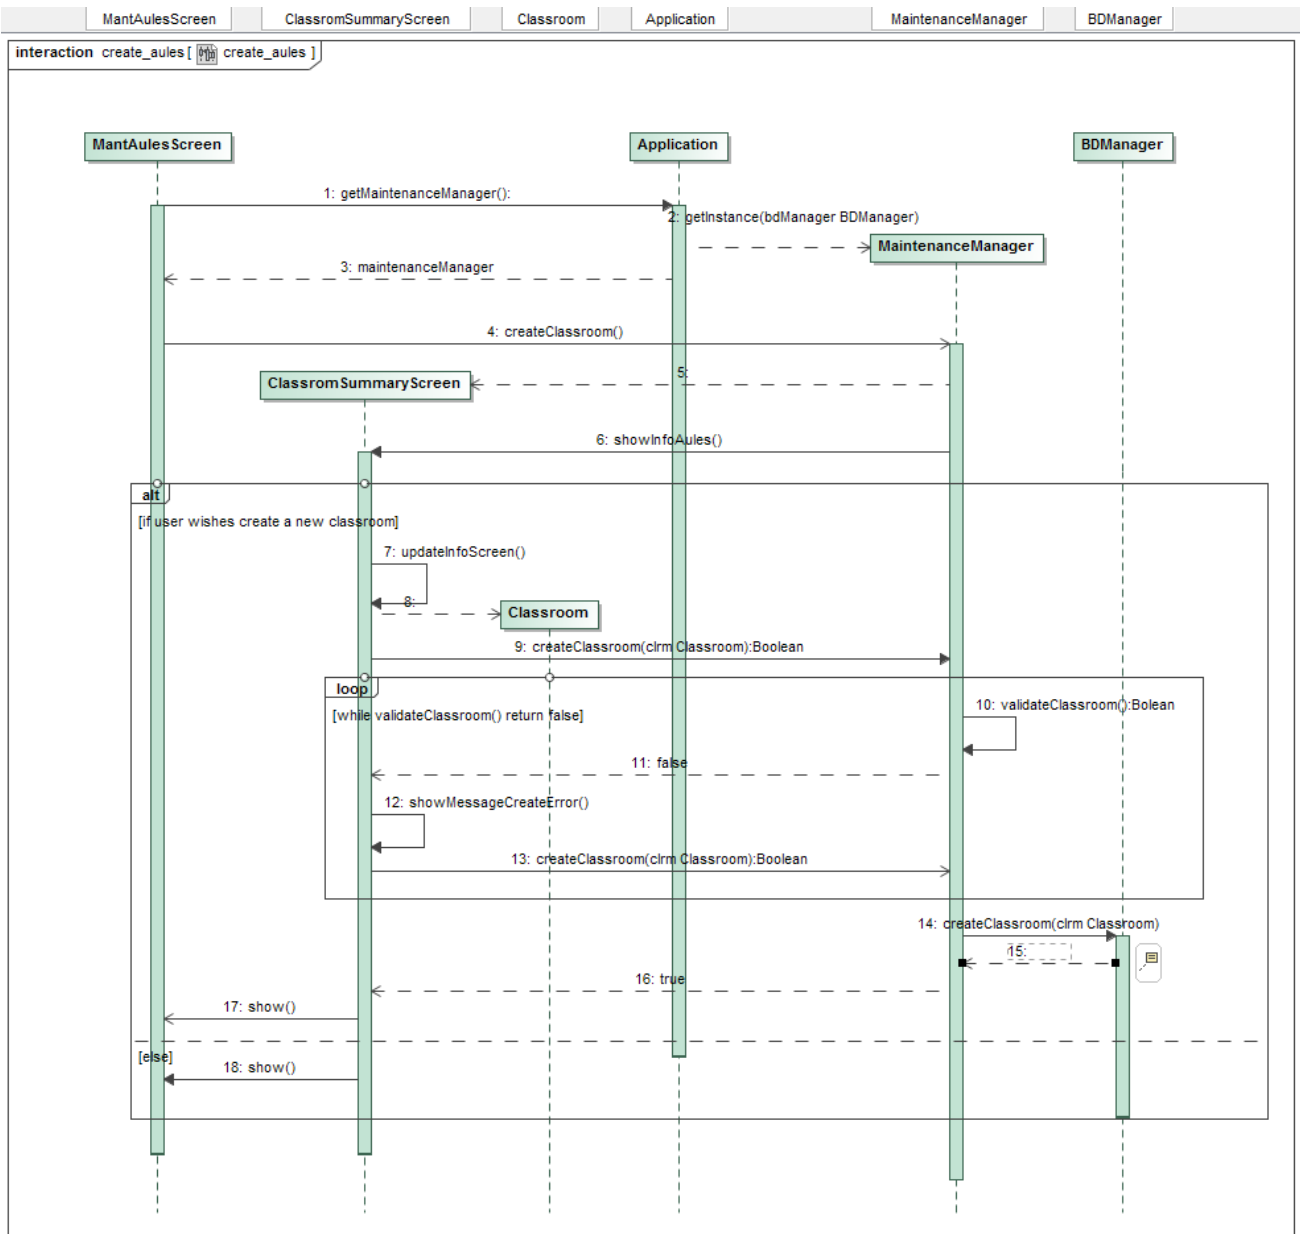 MantAulesScreen ClassromSummaryScreen Classroom Application MaintenanceManager BDManager
interaction create_aules [ create_aules ]
MantAulesScreen Application BDManager
1: getMaintenanceManager():
2: getInstance(bdManager BDManager)
MaintenanceManager
3: maintenanceManager
4: createClassroom()
ClassromSummaryScreen
5:
6: showInfoAules()
alt
[if user wishes create a new classroom]
7: updateInfoScreen()
8:
Classroom
9: createClassroom(clrm Classroom):Boolean
loop
[while validateClassroom() return false]
10: validateClassroom():Bolean
11: false
12: showMessageCreateError()
13: createClassroom(clrm Classroom):Boolean
14: createClassroom(clrm Classroom)
15:
16: true
17: show()
[else]
18: show()